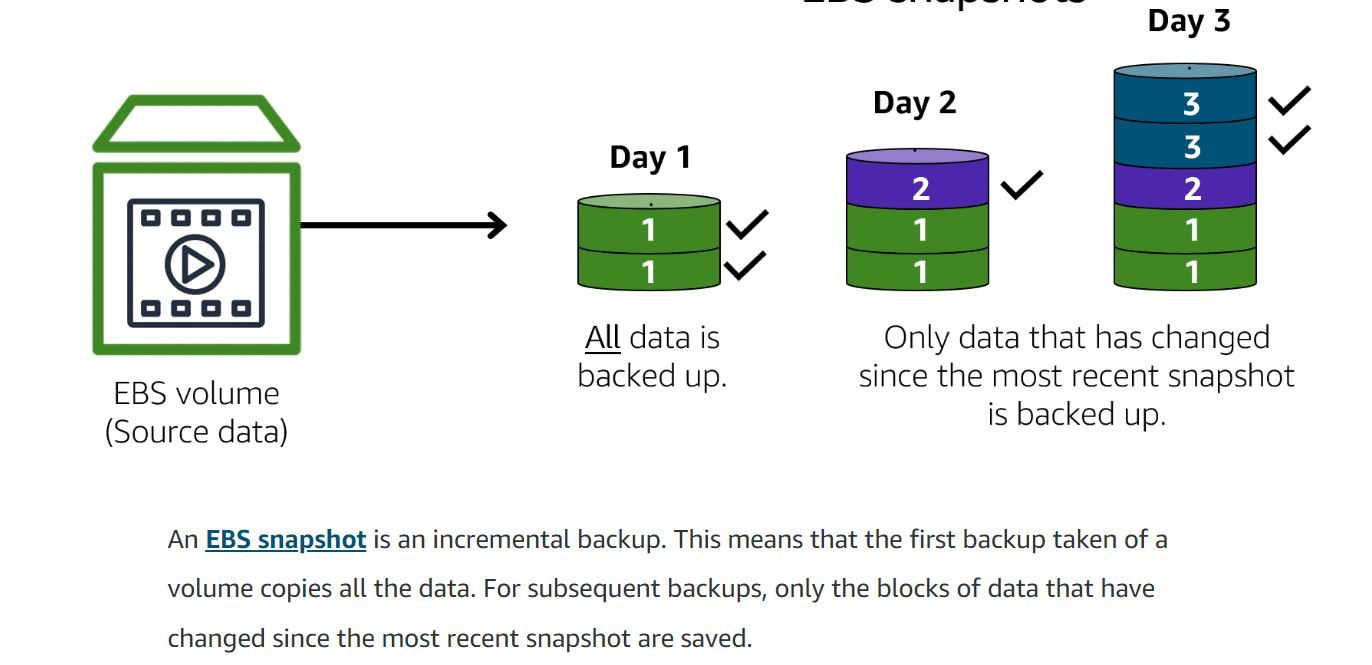 EBS snapshots
Day 3
Day 2
Day 1
3
3
2
2
1
1
1
1
1
1
All data is
backed up.
Only data that has changed
since the most recent snapshot
is backed up.
EBS volume
(Source data)
An EBS snapshot is an incremental backup. This means that the first backup taken of a
volume copies all the data. For subsequent backups, only the blocks of data that have
changed since the most recent snapshot are saved.